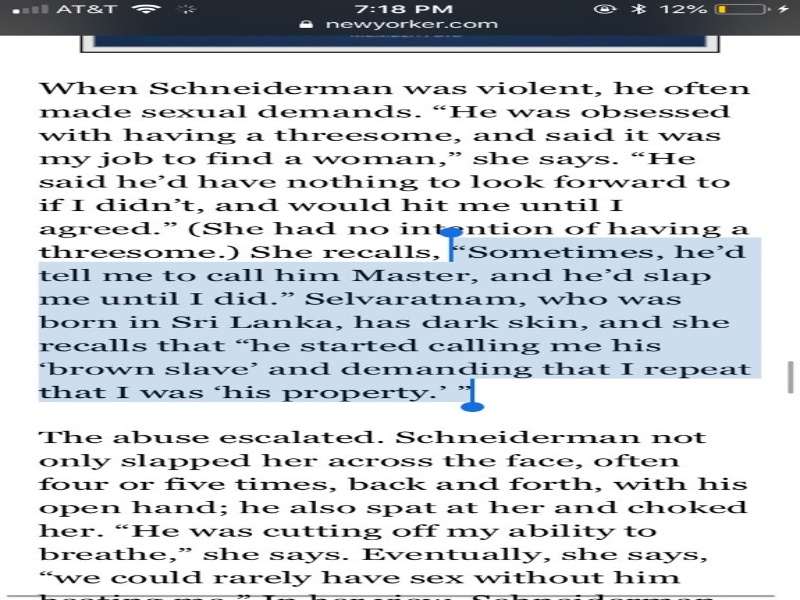 AT&T 7:18 PM 12%
newyorker.com
When Schneiderman was violent, he often
made sexual demands. “He was obsessed
with having a threesome, and said it was
my job to find a woman,” she says. “He
said he’d have nothing to look forward to
if I didn’t, and would hit me until I
agreed.” (She had no intention of having a
threesome.) She recalls, “Sometimes, he’d
tell me to call him Master, and he’d slap
me until I did.” Selvaratnam, who was
born in Sri Lanka, has dark skin, and she
recalls that “he started calling me his
‘brown slave’ and demanding that I repeat
that I was ‘his property.’ ”
The abuse escalated. Schneiderman not
only slapped her across the face, often
four or five times, back and forth, with his
open hand; he also spat at her and choked
her. “He was cutting off my ability to
breathe,” she says. Eventually, she says,
“we could rarely have sex without him
beating me.” In her view, Schneiderman